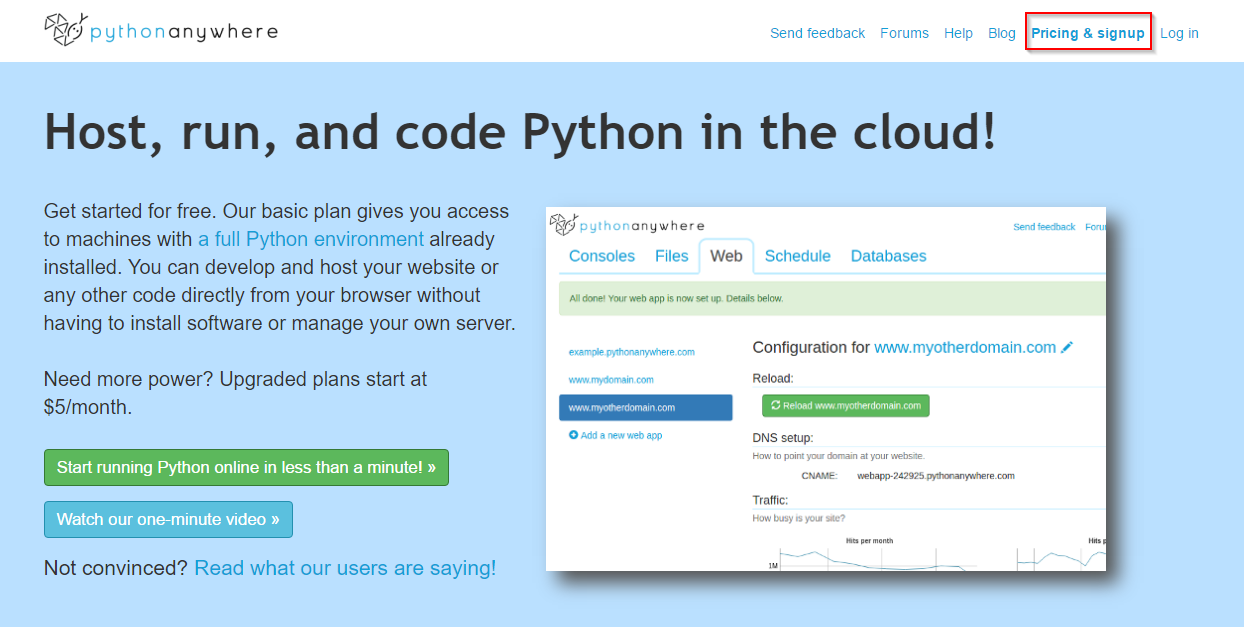 pythonanywhere
Send feedback Forums Help Blog Pricing & signup Log in
Host, run, and code Python in the cloud!
Get started for free. Our basic plan gives you access
to machines with a full Python environment already
installed. You can develop and host your website or
any other code directly from your browser without
having to install software or manage your own server.
Need more power? Upgraded plans start at
$5/month.
Start running Python online in less than a minute! »
Watch our one-minute video »
Not convinced? Read what our users are saying!
pythonanywhere
Send feedback Foru
Consoles Files Web Schedule Databases
All done! Your web app is now set up. Details below.
example.pythonanywhere.com
www.mydomain.com
www.myotherdomain.com
Add a new web app
Configuration for www.myotherdomain.com
Reload:
Reload www.myotherdomain.com
DNS setup:
How to point your domain at your website.
CNAME: webapp-242925.pythonanywhere.com
Traffic:
How busy is your site?
Hits per month
Hits p
1M